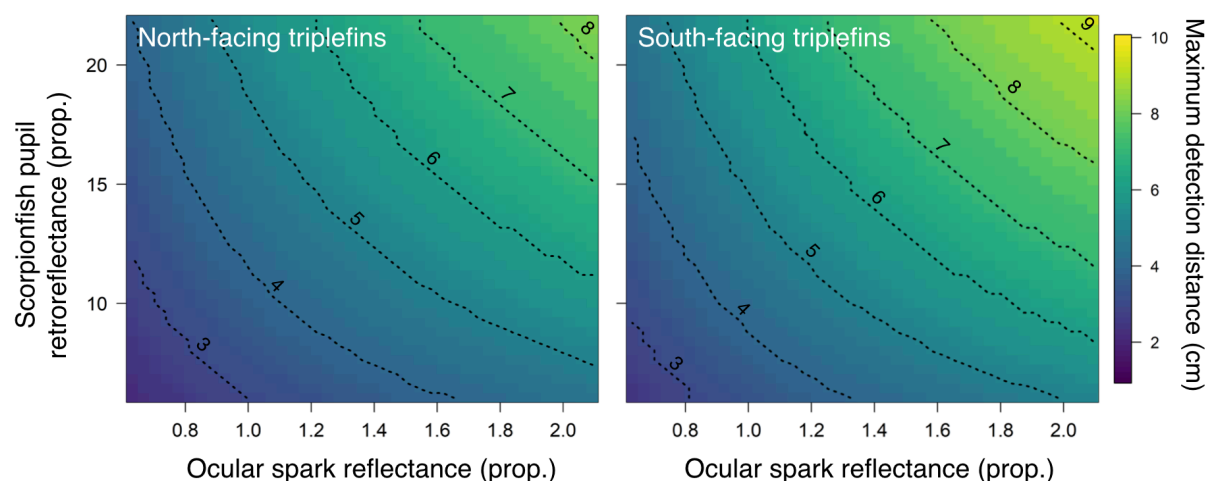 North-facing triplefins
South-facing triplefins
8
7
6
5
4
3
9
8
7
6
5
4
3
20
15
10
Scorpionfish pupil
retroreflectance (prop.)
0.8 1.0 1.2 1.4 1.6 1.8 2.0
0.8 1.0 1.2 1.4 1.6 1.8 2.0
Ocular spark reflectance (prop.)
Ocular spark reflectance (prop.)
10
8
6
4
2
Maximum detection distance (cm)